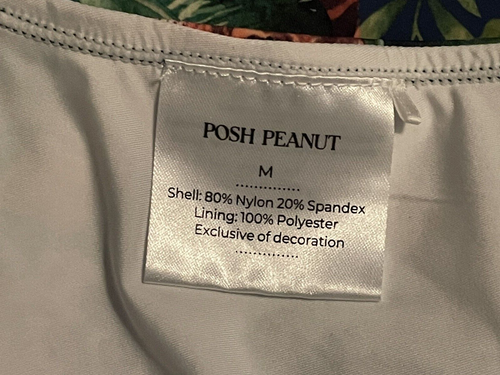 POSH PEANUT
M
Shell: 80% Nylon 20% Spandex
Lining: 100% Polyester
Exclusive of decoration